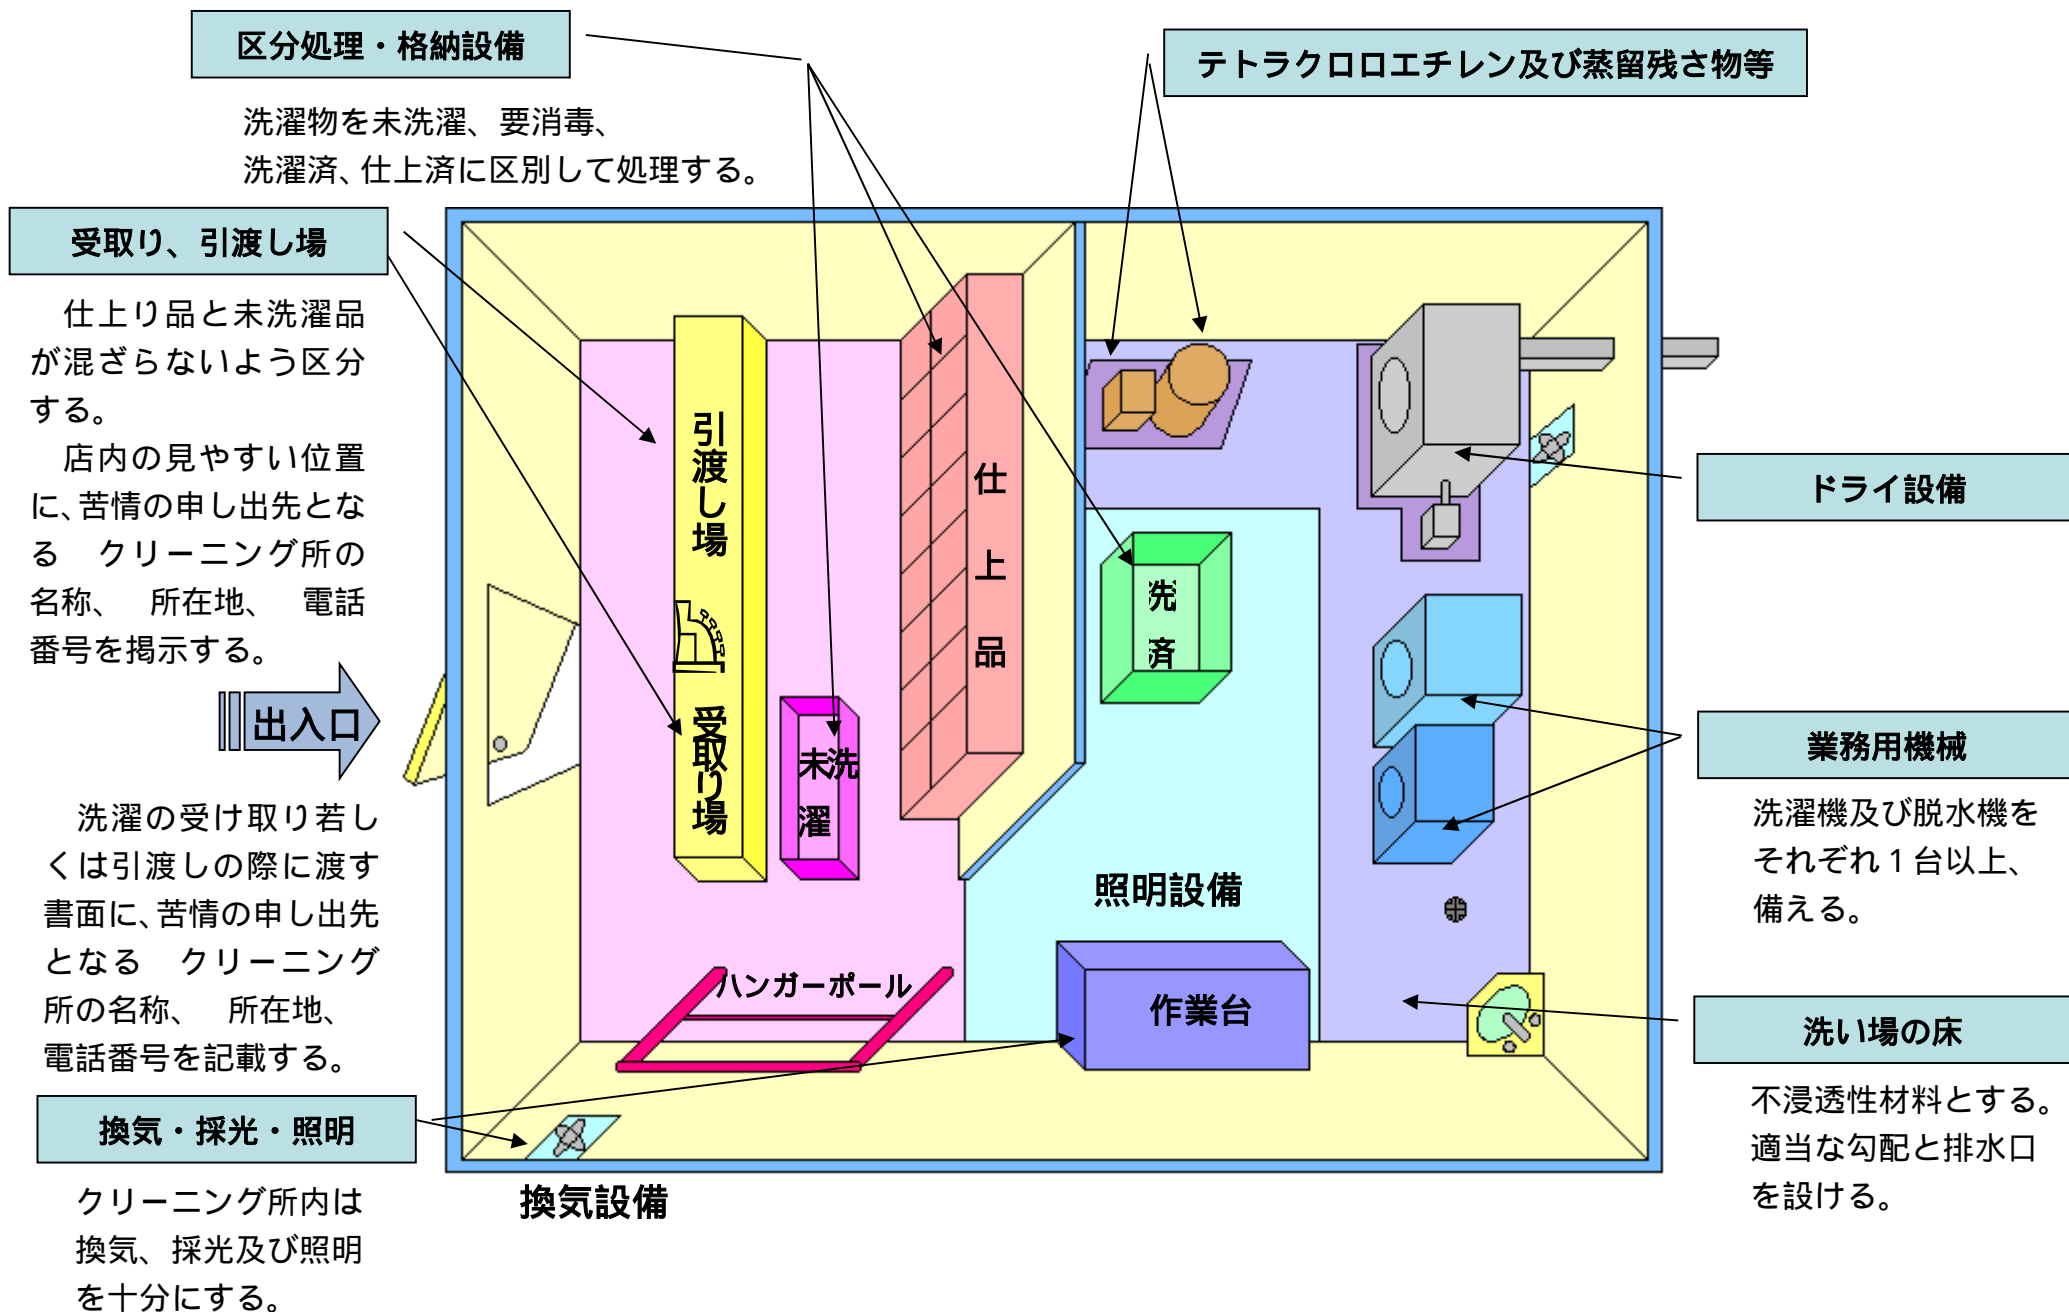 区分処理・格納設備
洗濯物を未洗濯、要消毒、
洗濯済、仕上済に区別して処理する。
テトラクロロエチレン及び蒸留残さ物等
受取り、引渡し場
仕上り品と未洗濯品
が混ざらないよう区分
する。
店内の見やすい位置
に、苦情の申し出先とな
る　クリーニング所の
名称、　所在地、　電話
番号を掲示する。
出入口
洗濯の受け取り若し
くは引渡しの際に渡す
書面に、苦情の申し出先
となる　クリーニング
所の名称、　所在地、
電話番号を記載する。
換気・採光・照明
クリーニング所内は
換気、採光及び照明
を十分にする。
引渡し場
受取り場
未洗
濯
仕上品
洗
済
照明設備
ハンガーポール
作業台
換気設備
ドライ設備
業務用機械
洗濯機及び脱水機を
それぞれ1台以上、
備える。
洗い場の床
不浸透性材料とする。
適当な勾配と排水口
を設ける。